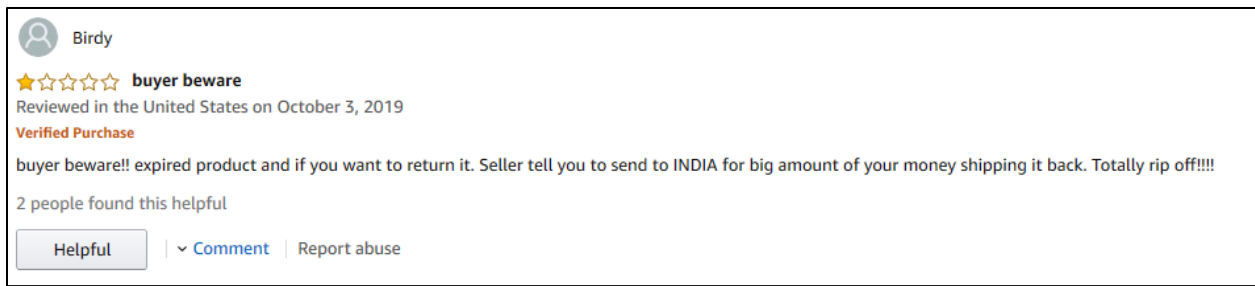 Birdy
buyer beware
Reviewed in the United States on October 3, 2019
Verified Purchase
buyer beware!! expired product and if you want to return it. Seller tell you to send to INDIA for big amount of your money shipping it back. Totally rip off!!!!
2 people found this helpful
Helpful Comment Report abuse